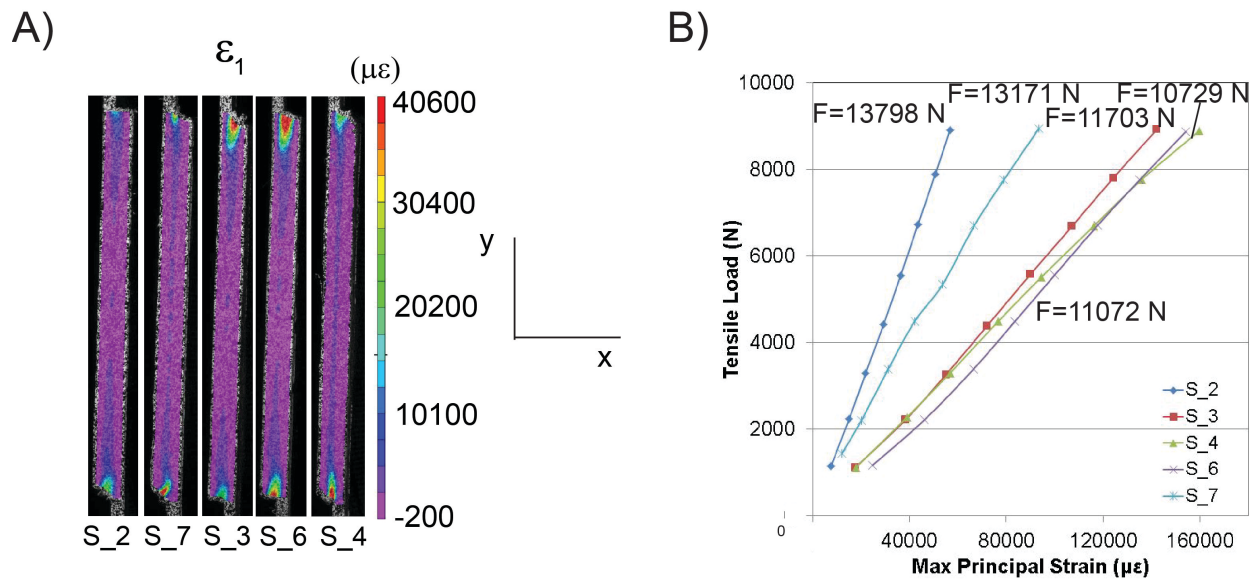 A)
ε1
(με)
40600
30400
20200
10100
-200
S_2
S_7
S_3
S_6
S_4
y
x
B)
10000
8000
6000
4000
2000
0
Tensile Load (N)
F=13798 N
F=13171 N
F=10729 N
F=11703 N
F=11072 N
S_2
S_3
S_4
S_6
S_7
40000
80000
120000
160000
Max Principal Strain (με)